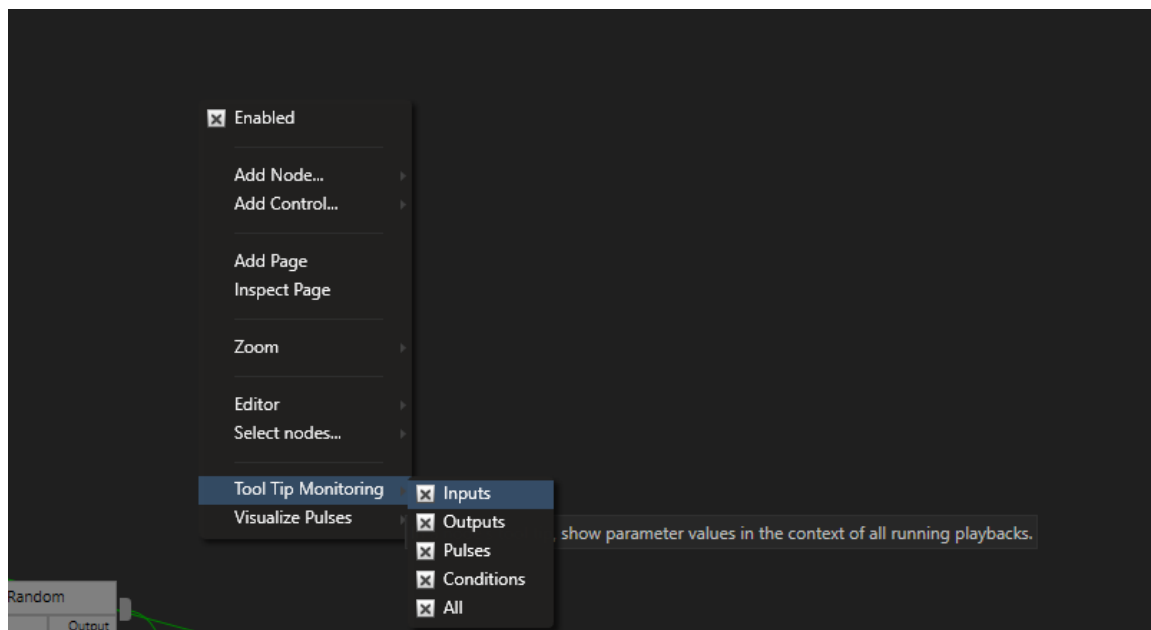 Enabled
Add Node...
Add Control...
Add Page
Inspect Page
Zoom
Editor
Select nodes...
Tool Tip Monitoring
Visualize Pulses
Inputs
Outputs
Pulses
Conditions
All
, show parameter values in the context of all running playbacks.
Random
Output